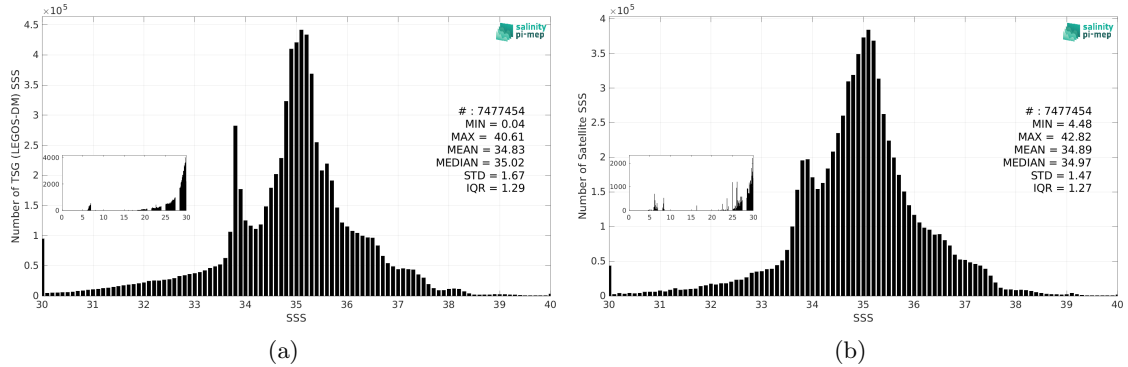 ×10⁵
4.5
4
3.5
3
2.5
2
1.5
1
0.5
0
Number of TSG (LEGOS-DM) SSS
salinity
pi-mep
# : 7477454
MIN = 0.04
MAX = 40.61
MEAN = 34.83
MEDIAN = 35.02
STD = 1.67
IQR = 1.29
4000
2000
0
0 5 10 15 20 25 30
30 31 32 33 34 35 36 37 38 39 40
SSS
(a)
×10⁵
4
3.5
3
2.5
2
1.5
1
0.5
0
Number of Satellite SSS
salinity
pi-mep
# : 7477454
MIN = 4.48
MAX = 42.82
MEAN = 34.89
MEDIAN = 34.97
STD = 1.47
IQR = 1.27
2000
1000
0
0 5 10 15 20 25 30
30 31 32 33 34 35 36 37 38 39 40
SSS
(b)